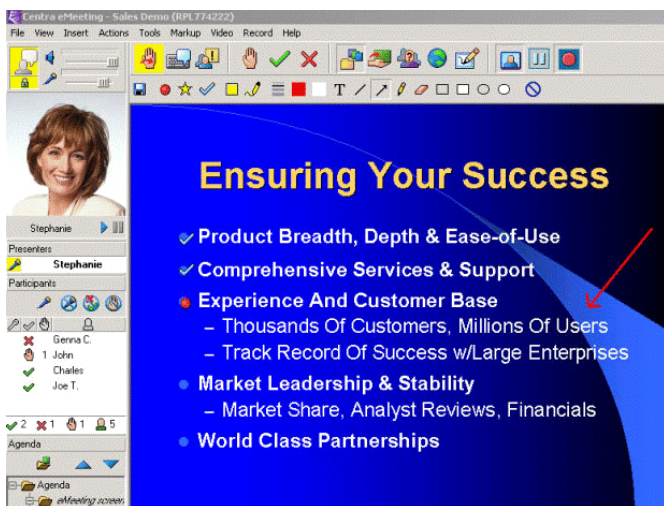 Centra eMeeting - Sales Demo (RPL774222)
File View Insert Actions Tools Markup Video Record Help
T
Ensuring Your Success
Stephanie
Presenters
Stephanie
Participants
Genna C.
1 John
Charles
Joe T.
2 1 1 5
Agenda
Agenda
eMeeting screen
Product Breadth, Depth & Ease-of-Use
Comprehensive Services & Support
Experience And Customer Base
– Thousands Of Customers, Millions Of Users
– Track Record Of Success w/Large Enterprises
Market Leadership & Stability
– Market Share, Analyst Reviews, Financials
World Class Partnerships